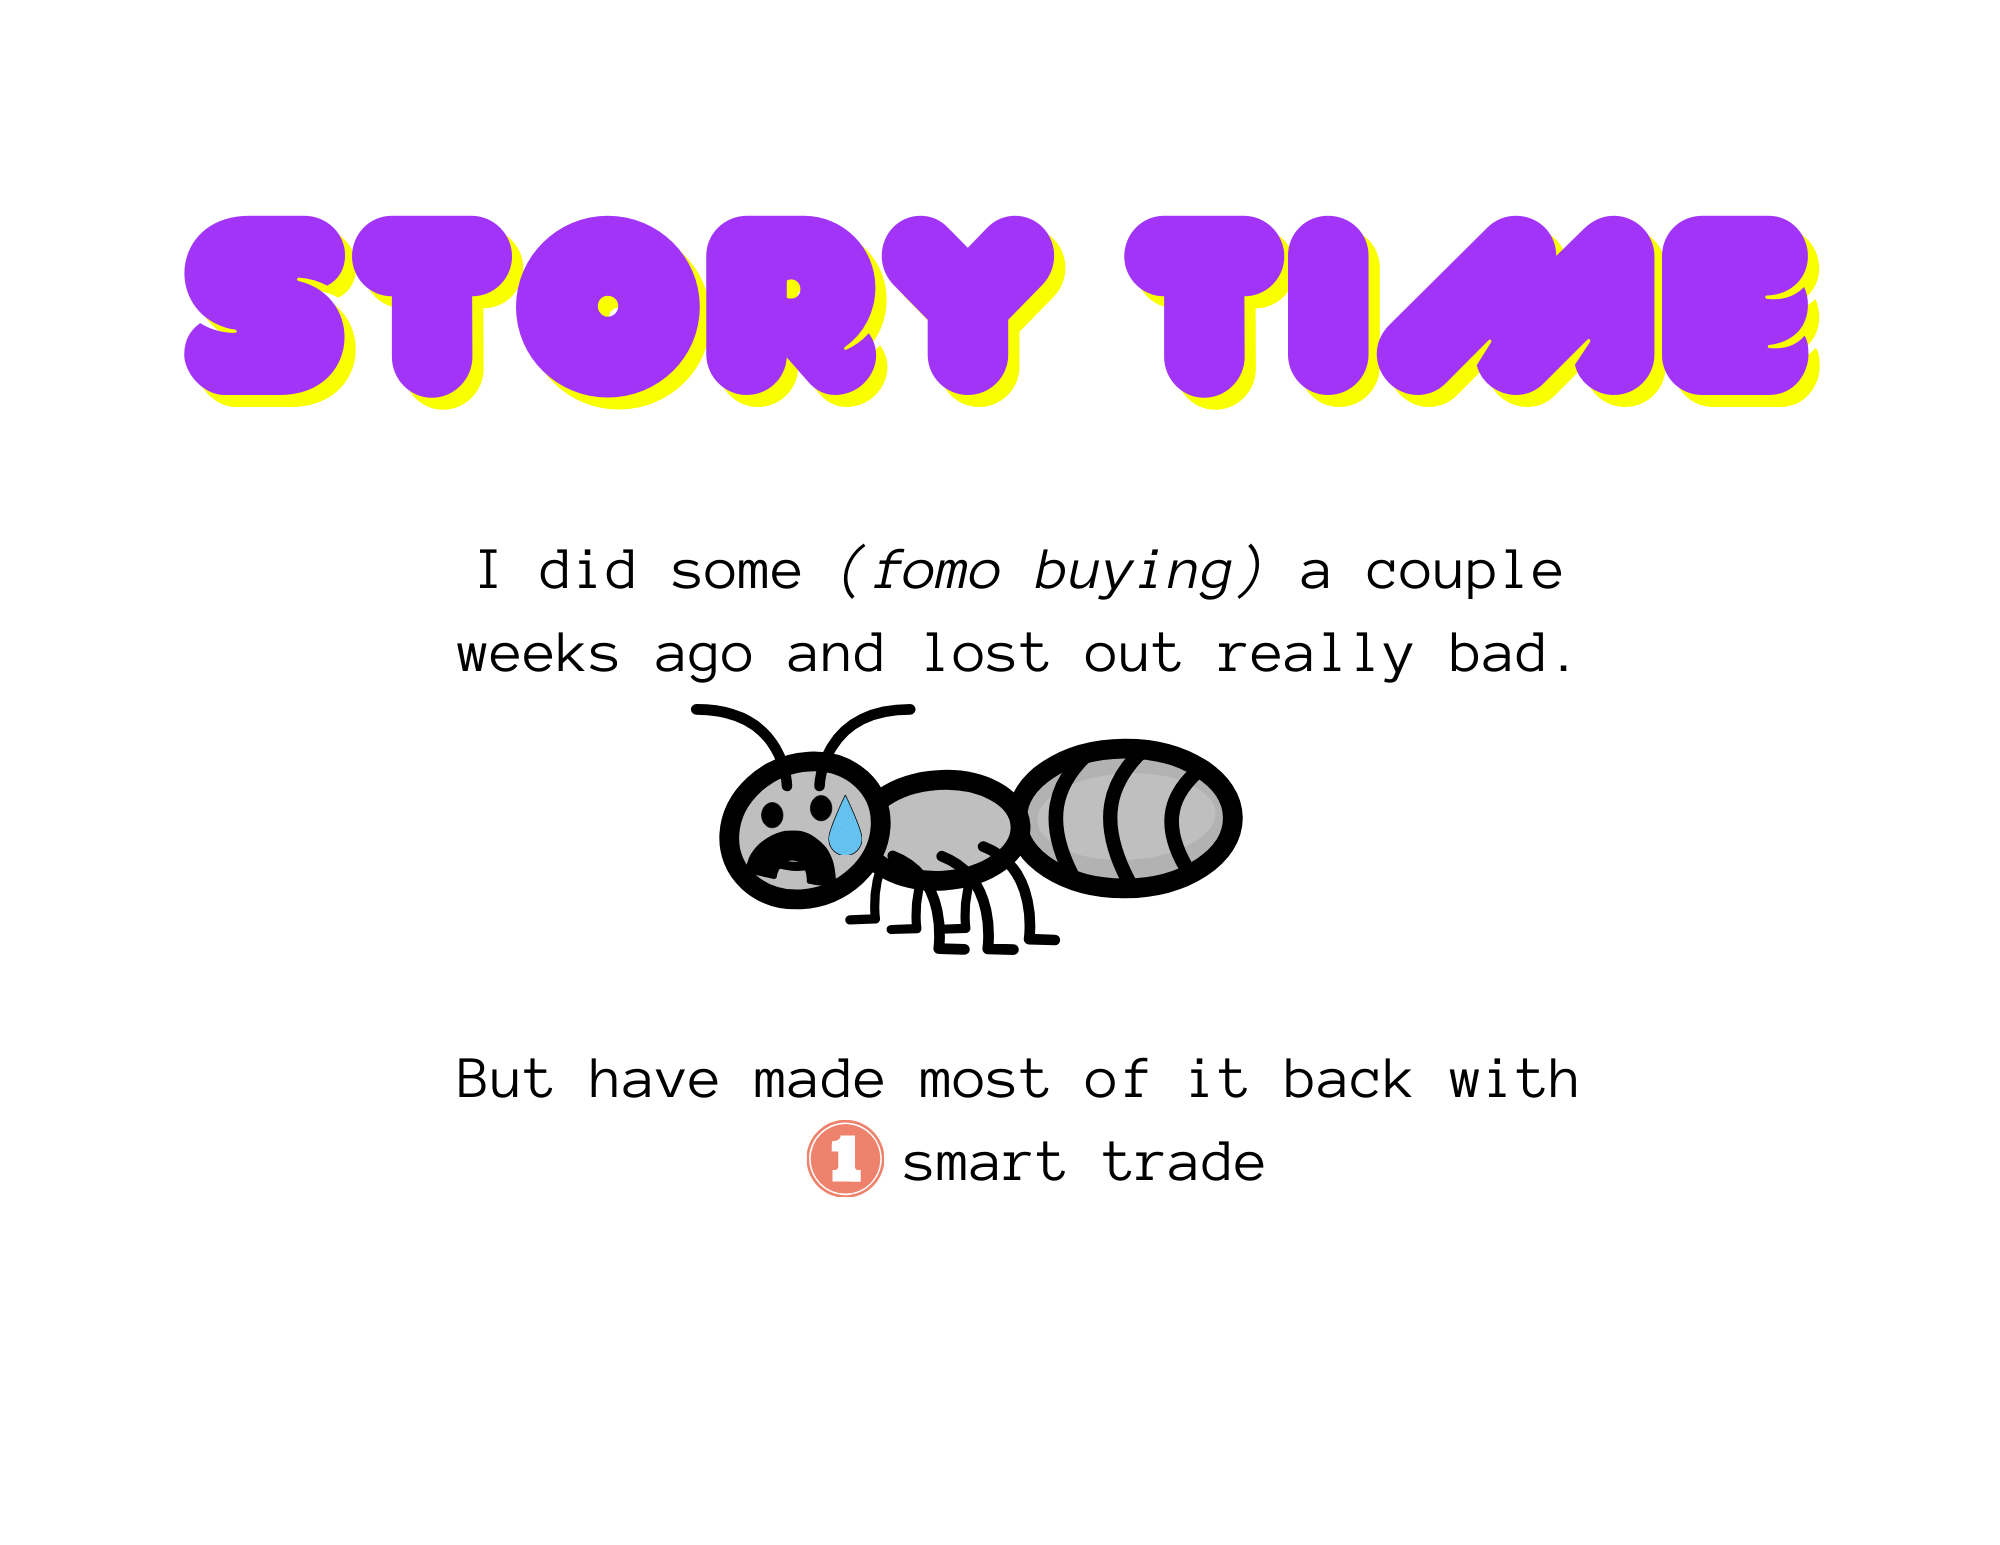 STORY TIME
I did some (fomo buying) a couple
weeks ago and lost out really bad.
But have made most of it back with
1 smart trade